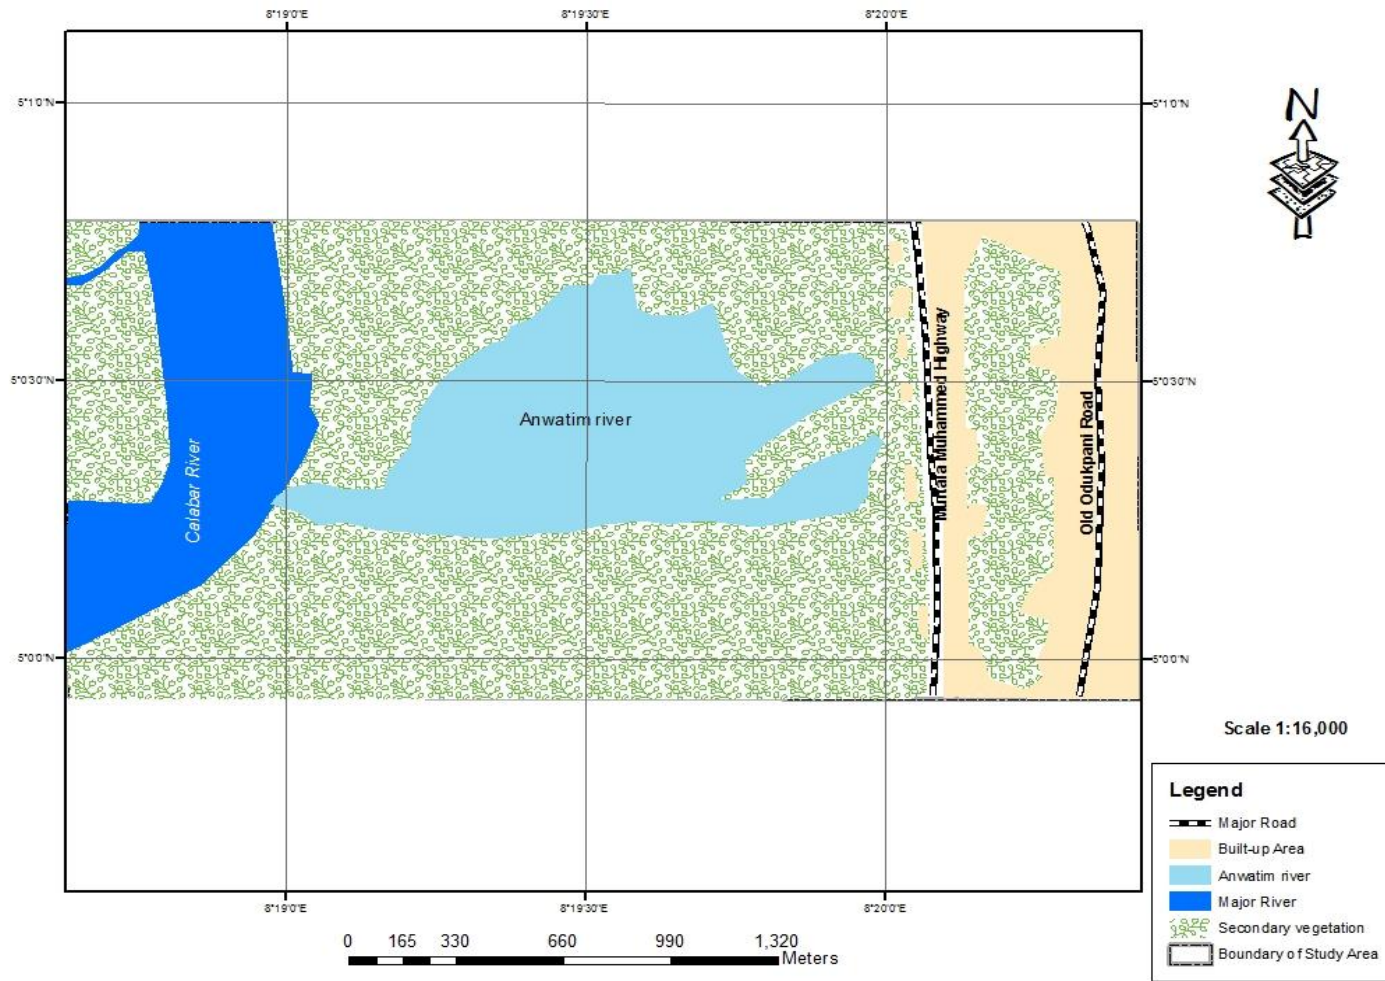 8°19'0"E 8°19'30"E 8°20'0"E
N
5°1'0"N 5°1'0"N
5°0'30"N 5°0'30"N
Anwatim river
Calabar River
Murtala Muhammed Highway
Old Odukpani Road
5°0'0"N 5°0'0"N
Scale 1:16,000
Legend
Major Road
Built-up Area
Anwatim river
Major River
Secondary vegetation
Boundary of Study Area
8°19'0"E 8°19'30"E 8°20'0"E
0 165 330 660 990 1,320
Meters